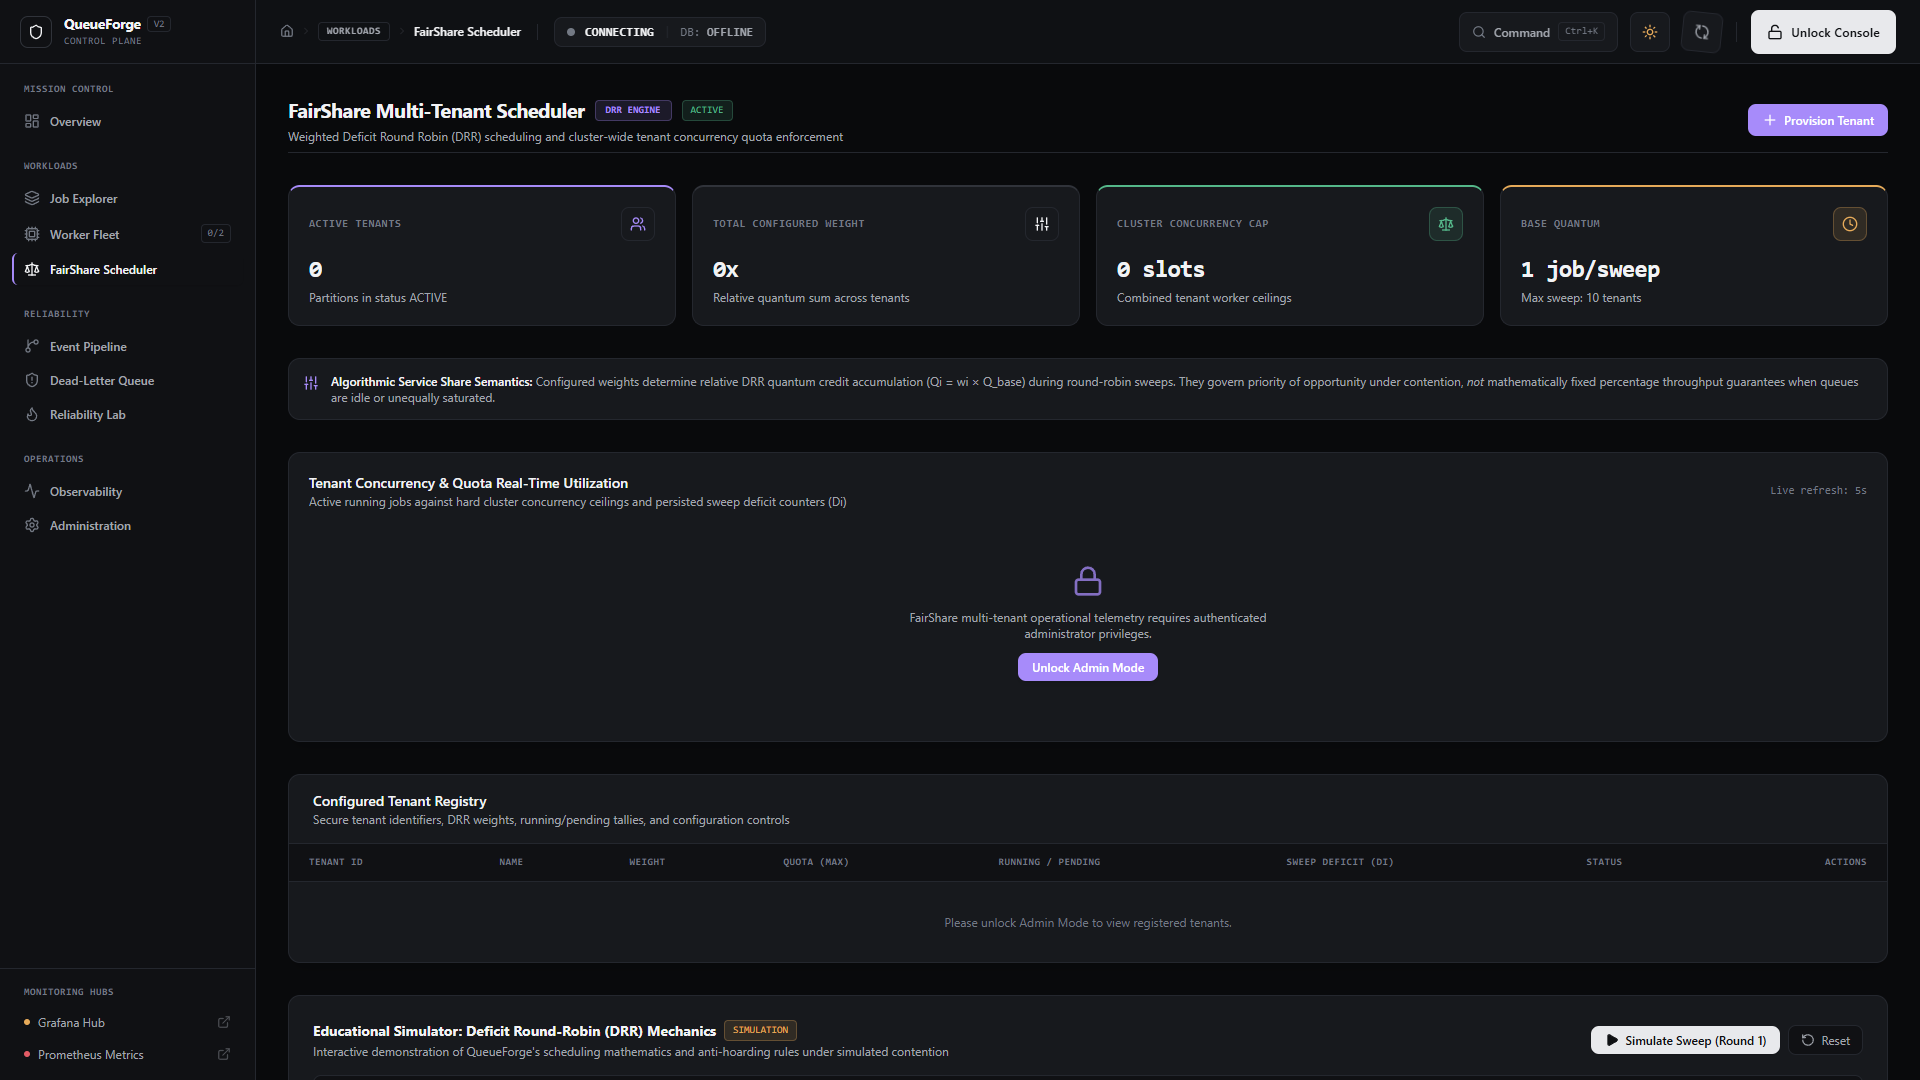 QueueForge V2
CONTROL PLANE
MISSION CONTROL
Overview
WORKLOADS
Job Explorer
Worker Fleet 0/2
FairShare Scheduler
RELIABILITY
Event Pipeline
Dead-Letter Queue
Reliability Lab
OPERATIONS
Observability
Administration
MONITORING HUBS
Grafana Hub
Prometheus Metrics
WORKLOADS FairShare Scheduler CONNECTING DB: OFFLINE
Command Ctrl+K
Unlock Console
FairShare Multi-Tenant Scheduler DRR ENGINE ACTIVE
Weighted Deficit Round Robin (DRR) scheduling and cluster-wide tenant concurrency quota enforcement
Provision Tenant
ACTIVE TENANTS
0
Partitions in status ACTIVE
TOTAL CONFIGURED WEIGHT
0x
Relative quantum sum across tenants
CLUSTER CONCURRENCY CAP
0 slots
Combined tenant worker ceilings
BASE QUANTUM
1 job/sweep
Max sweep: 10 tenants
Algorithmic Service Share Semantics: Configured weights determine relative DRR quantum credit accumulation (Qi = wi × Q_base) during round-robin sweeps. They govern priority of opportunity under contention, not mathematically fixed percentage throughput guarantees when queues
are idle or unequally saturated.
Tenant Concurrency & Quota Real-Time Utilization
Active running jobs against hard cluster concurrency ceilings and persisted sweep deficit counters (Di)
Live refresh: 5s
FairShare multi-tenant operational telemetry requires authenticated
administrator privileges.
Unlock Admin Mode
Configured Tenant Registry
Secure tenant identifiers, DRR weights, running/pending tallies, and configuration controls
TENANT ID NAME WEIGHT QUOTA (MAX) RUNNING / PENDING SWEEP DEFICIT (DI) STATUS ACTIONS
Please unlock Admin Mode to view registered tenants.
Educational Simulator: Deficit Round-Robin (DRR) Mechanics SIMULATION
Interactive demonstration of QueueForge's scheduling mathematics and anti-hoarding rules under simulated contention
Simulate Sweep (Round 1) Reset